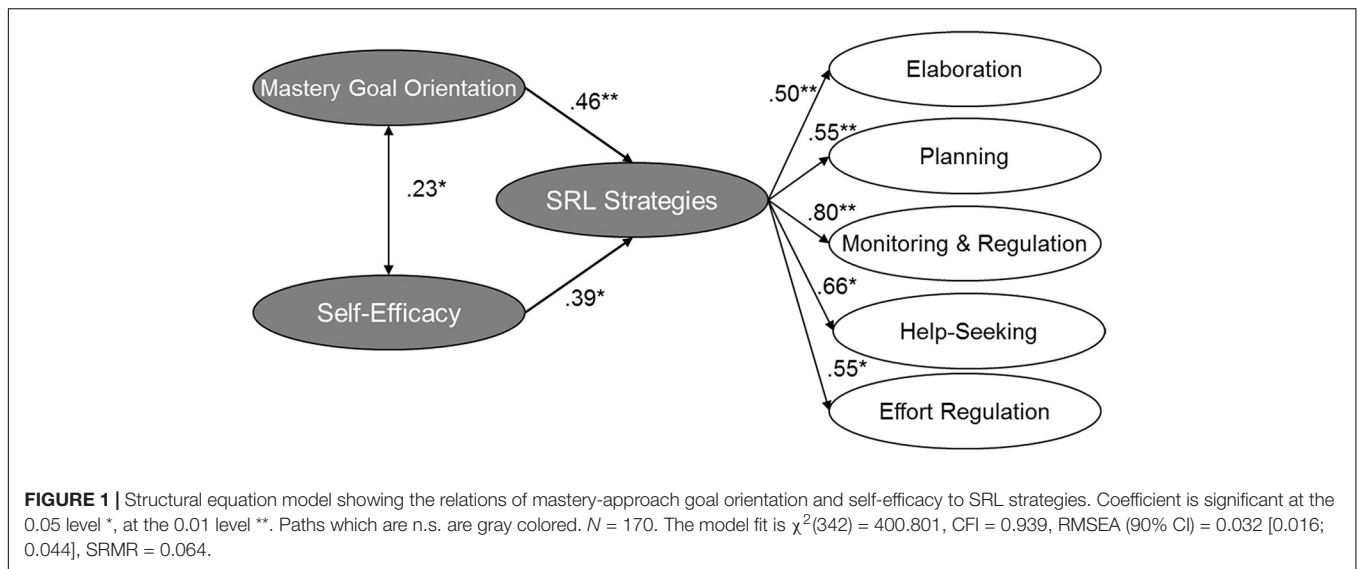 Mastery Goal Orientation
.46**
.23*
Self-Efficacy
.39*
SRL Strategies
.50**
Elaboration
.55**
Planning
.80**
Monitoring & Regulation
.66*
Help-Seeking
.55*
Effort Regulation
FIGURE 1 | Structural equation model showing the relations of mastery-approach goal orientation and self-efficacy to SRL strategies. Coefficient is significant at the
0.05 level *, at the 0.01 level **. Paths which are n.s. are gray colored. N = 170. The model fit is χ²(342) = 400.801, CFI = 0.939, RMSEA (90% CI) = 0.032 [0.016;
0.044], SRMR = 0.064.